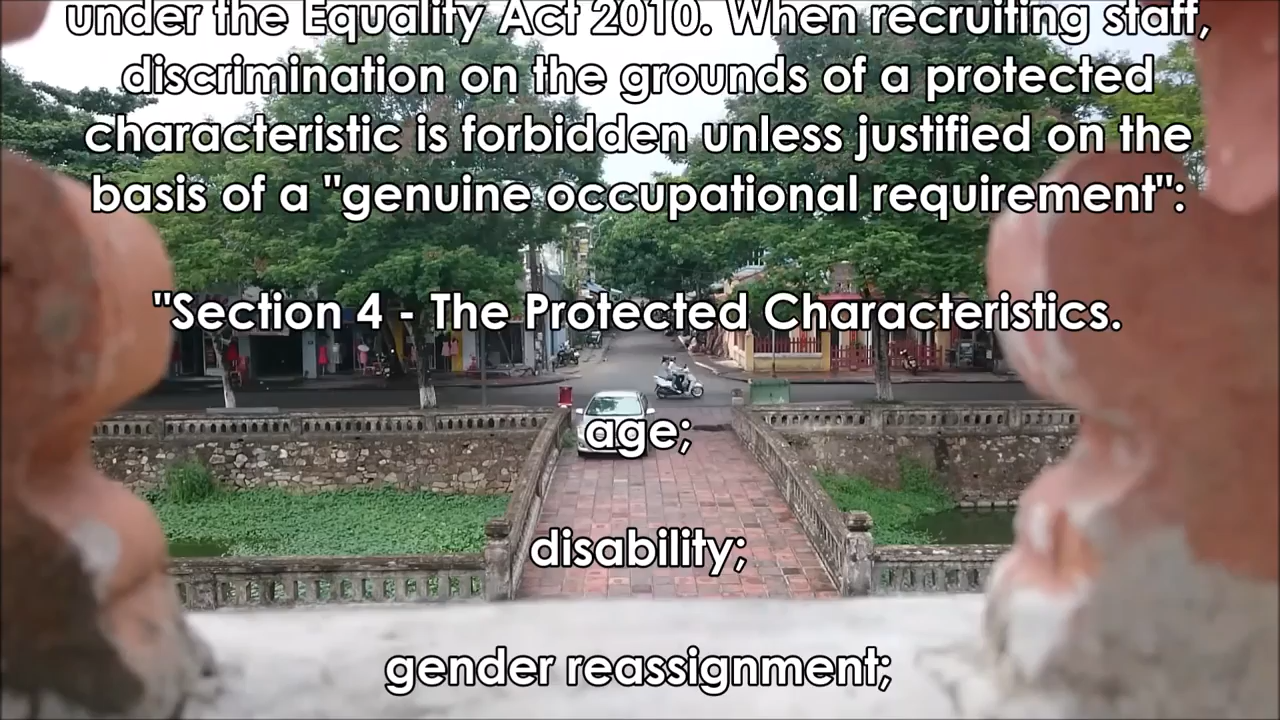 under the Equality Act 2010. When recruiting staff,
discrimination on the grounds of a protected
characteristic is forbidden unless justified on the
basis of a "genuine occupational requirement":
"Section 4 - The Protected Characteristics.
age;
disability;
gender reassignment;